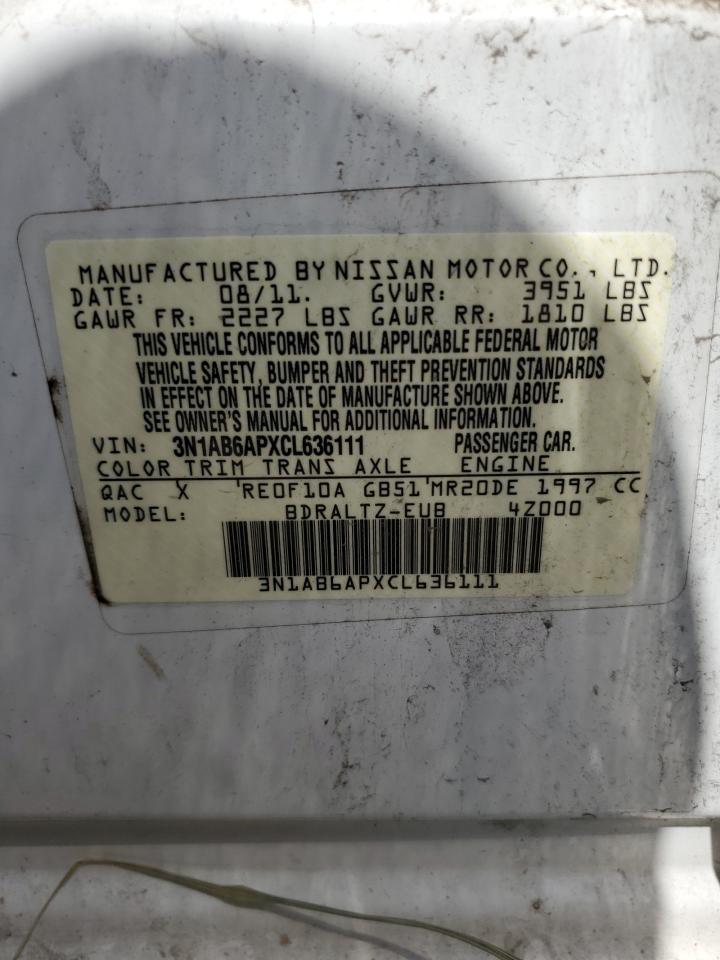 MANUFACTURED BY NISSAN MOTOR CO., LTD.
DATE: 08/11. GVWR: 3951 LBS
GAWR FR: 2227 LBS GAWR RR: 1810 LBS
THIS VEHICLE CONFORMS TO ALL APPLICABLE FEDERAL MOTOR
VEHICLE SAFETY, BUMPER AND THEFT PREVENTION STANDARDS
IN EFFECT ON THE DATE OF MANUFACTURE SHOWN ABOVE.
SEE OWNER'S MANUAL FOR ADDITIONAL INFORMATION.
VIN: 3N1AB6APXCL636111 PASSENGER CAR.
COLOR TRIM TRANS AXLE ENGINE
QAC X 'RE0F10A GB51'MR20DE 1997 CC
MODEL: BDRALTZ-EUB 4Z000
3N1AB6APXCL636111